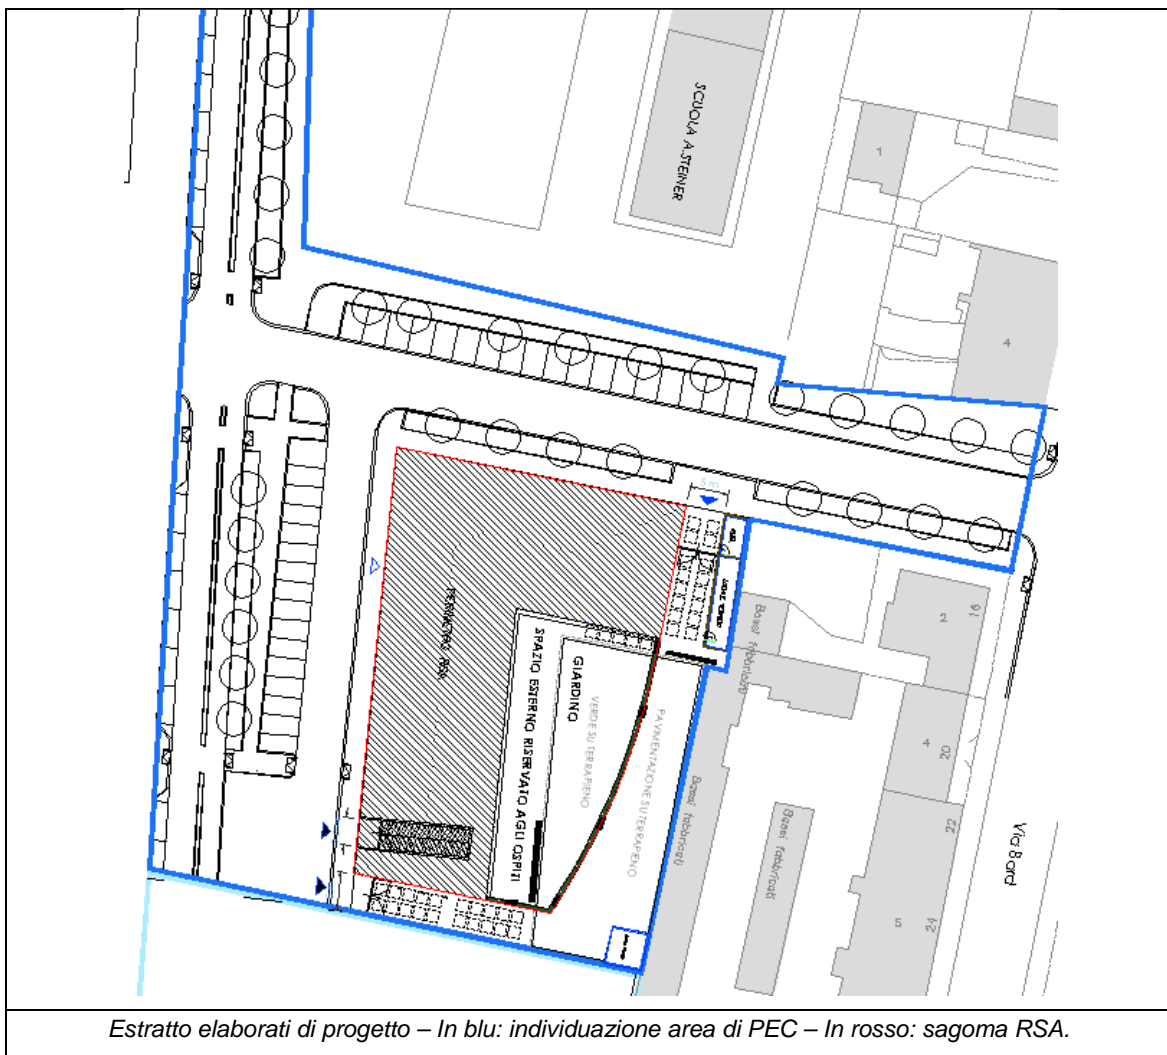 SCUOLA A.STEINER
1
4
5 m
PERIMETRO RSA
SPAZIO ESTERNO RISERVATO AGLI OSPITI
GIARDINO
VERDE SU TERRAPIENO
PAVIMENTAZIONE SU TERRAPIENO
Bassi fabbricati
Bassi fabbricati
Bassi fabbricati
2
16
4
20
22
5
24
Via Bard
Estratto elaborati di progetto – In blu: individuazione area di PEC – In rosso: sagoma RSA.